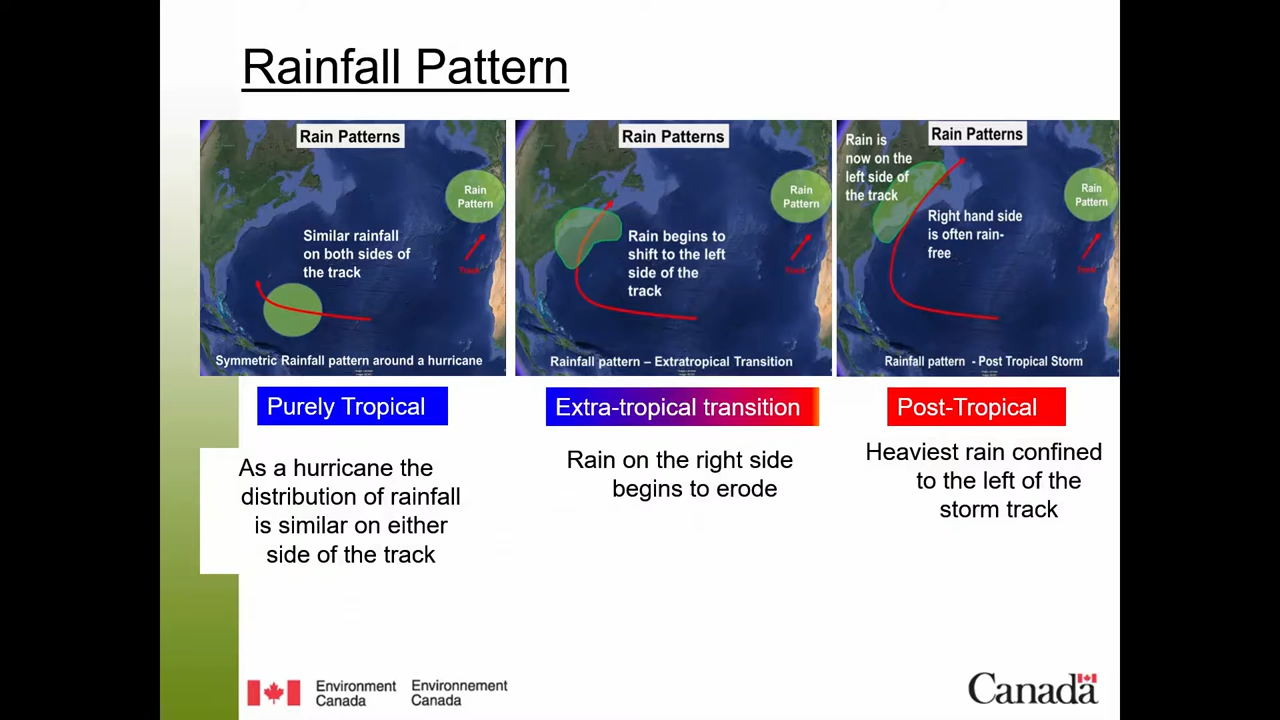 Rainfall Pattern
Rain Patterns
Rain
Pattern
Similar rainfall
on both sides of
the track
Track
Symmetric Rainfall pattern around a hurricane
Rain Patterns
Rain
Pattern
Rain begins to
shift to the left
side of the
track
Track
Rainfall pattern – Extratropical Transition
Rain Patterns
Rain is
now on the
left side of
the track
Rain
Pattern
Right hand side
is often rain-
free
Track
Rainfall pattern - Post Tropical Storm
Purely Tropical
Extra-tropical transition
Post-Tropical
As a hurricane the
distribution of rainfall
is similar on either
side of the track
Rain on the right side
begins to erode
Heaviest rain confined
to the left of the
storm track
Environment
Canada
Environnement
Canada
Canada